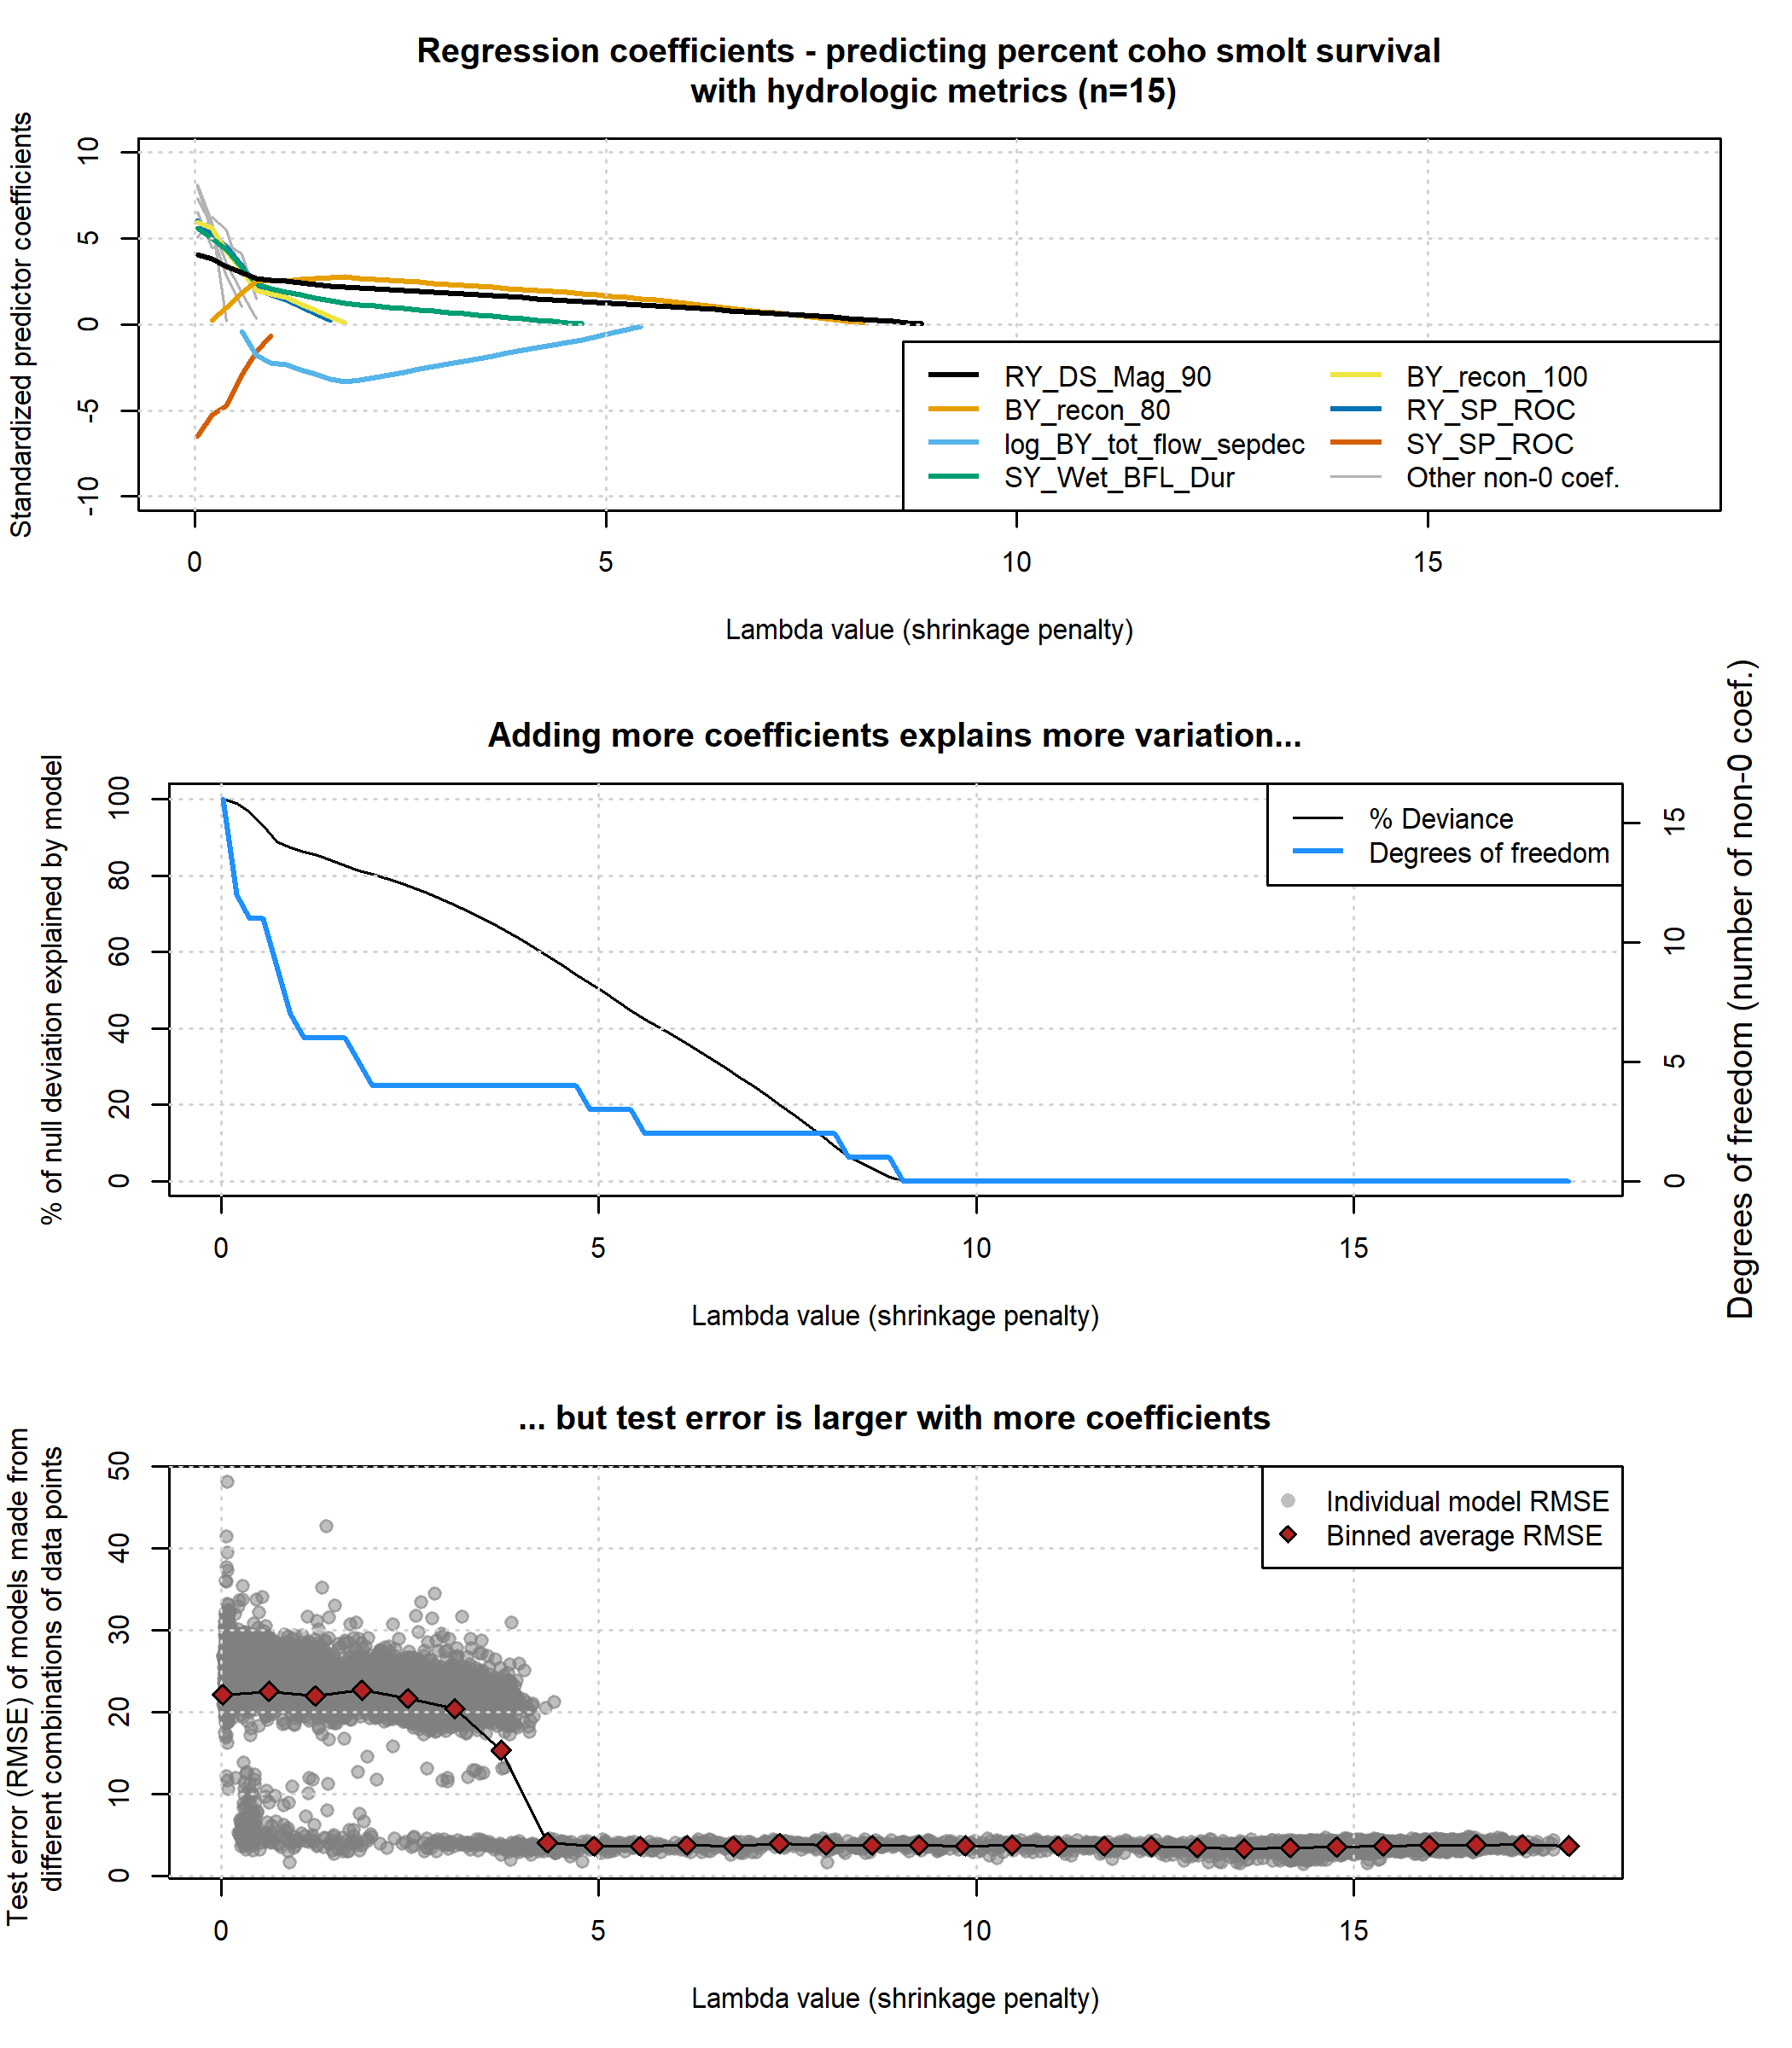 Regression coefficients - predicting percent coho smolt survival
with hydrologic metrics (n=15)
Standardized predictor coefficients
10
5
0
-5
-10
RY_DS_Mag_90
BY_recon_80
log_BY_tot_flow_sepdec
SY_Wet_BFL_Dur
BY_recon_100
RY_SP_ROC
SY_SP_ROC
Other non-0 coef.
0 5 10 15
Lambda value (shrinkage penalty)
Adding more coefficients explains more variation...
% of null deviation explained by model
100
80
60
40
20
0
% Deviance
Degrees of freedom
15
10
5
0
Degrees of freedom (number of non-0 coef.)
0 5 10 15
Lambda value (shrinkage penalty)
... but test error is larger with more coefficients
Test error (RMSE) of models made from
different combinations of data points
50
40
30
20
10
0
Individual model RMSE
Binned average RMSE
0 5 10 15
Lambda value (shrinkage penalty)